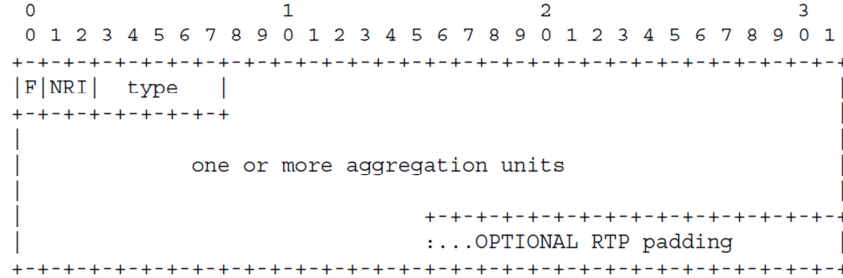 0                   1                   2                   3
0 1 2 3 4 5 6 7 8 9 0 1 2 3 4 5 6 7 8 9 0 1 2 3 4 5 6 7 8 9 0 1
+-+-+-+-+-+-+-+-+-+-+-+-+-+-+-+-+-+-+-+-+-+-+-+-+-+-+-+-+-+-+-+-+
|F|NRI|  type   |                                               |
+-+-+-+-+-+-+-+-+                                               |
|                                                               |
|             one or more aggregation units                     |
|                                                               |
|                               +-+-+-+-+-+-+-+-+-+-+-+-+-+-+-+-+
|                               :...OPTIONAL RTP padding        |
+-+-+-+-+-+-+-+-+-+-+-+-+-+-+-+-+-+-+-+-+-+-+-+-+-+-+-+-+-+-+-+-+